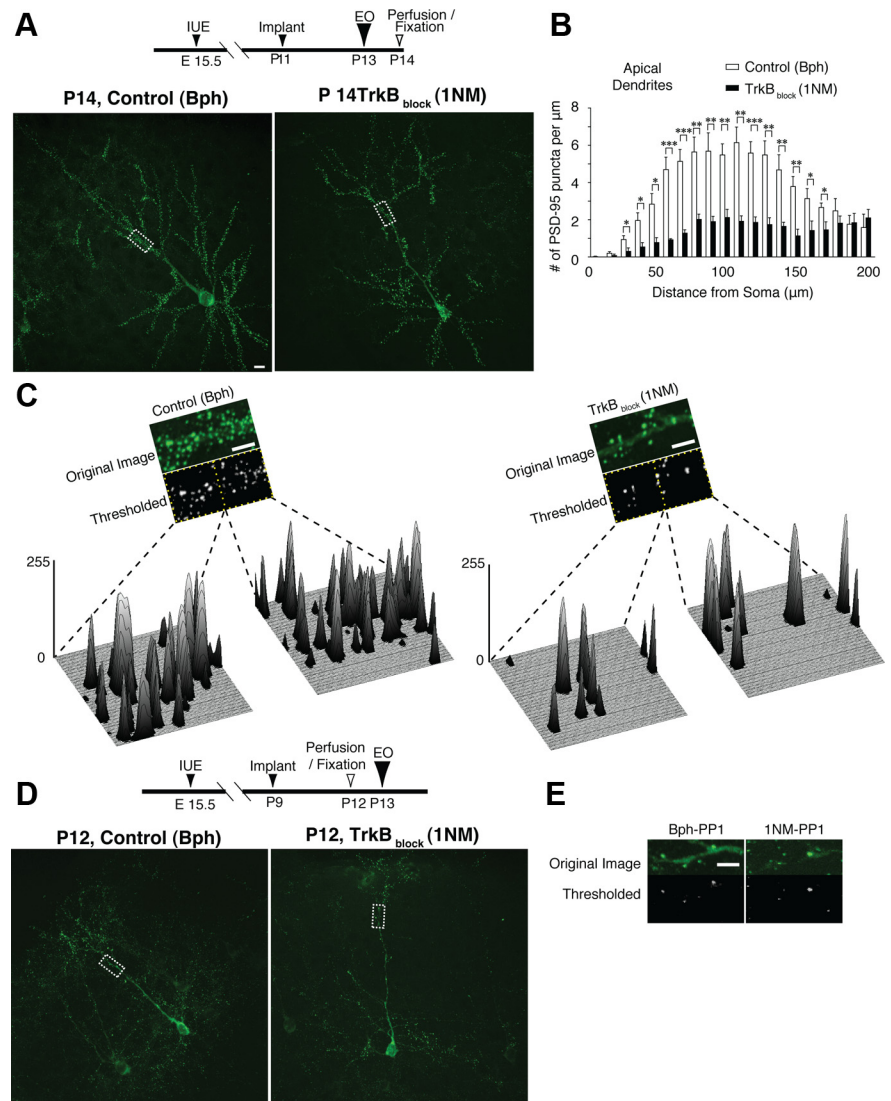 A
IUE
Implant
EO
Perfusion /
Fixation
E 15.5
P11
P13
P14
P14, Control (Bph)
P 14TrkB block (1NM)
B
Apical
Dendrites
Control (Bph)
TrkB block (1NM)
# of PSD-95 puncta per µm
8
6
4
2
0
* * * *** *** ** ** ** ** *** ** ** ** * *
0 50 100 150 200
Distance from Soma (µm)
C
Control (Bph)
Original Image
Thresholded
255
0
TrkB block (1NM)
Original Image
Thresholded
255
0
D
IUE
Implant
Perfusion
/ Fixation
EO
E 15.5
P9
P12 P13
P12, Control (Bph)
P12, TrkB block (1NM)
E
Bph-PP1
1NM-PP1
Original Image
Thresholded